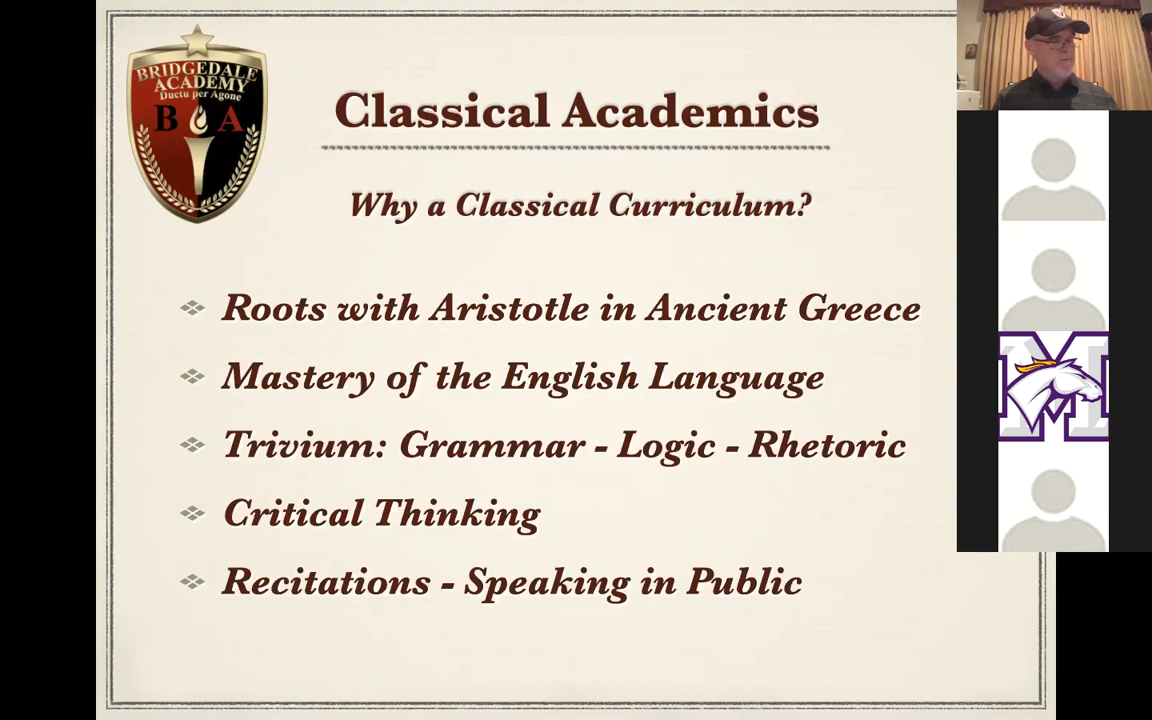 BRIDGEDALE
ACADEMY
Ductu per Agone
B A
Classical Academics
Why a Classical Curriculum?
Roots with Aristotle in Ancient Greece
Mastery of the English Language
Trivium: Grammar - Logic - Rhetoric
Critical Thinking
Recitations - Speaking in Public
M